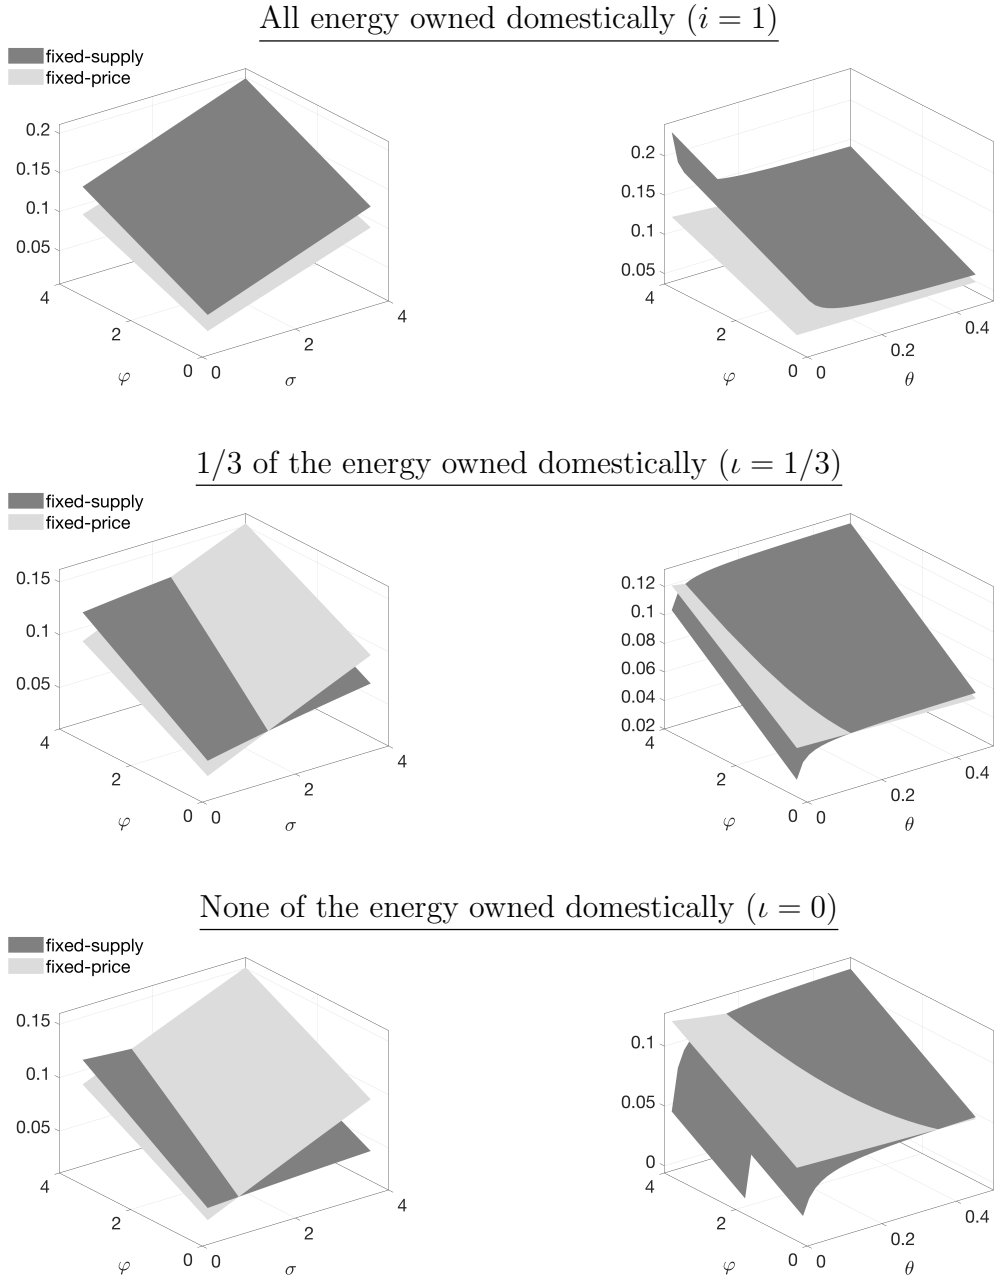 All energy owned domestically (i = 1)
fixed-supply
fixed-price
0.2
0.15
0.1
0.05
4
2
0
φ
0
2
4
σ
0.2
0.15
0.1
0.05
4
2
0
φ
0
0.2
0.4
θ
1/3 of the energy owned domestically (ι = 1/3)
fixed-supply
fixed-price
0.15
0.1
0.05
4
2
0
φ
0
2
4
σ
0.12
0.1
0.08
0.06
0.04
0.02
4
2
0
φ
0
0.2
0.4
θ
None of the energy owned domestically (ι = 0)
fixed-supply
fixed-price
0.15
0.1
0.05
4
2
0
φ
0
2
4
σ
0.1
0.05
0
4
2
0
φ
0
0.2
0.4
θ